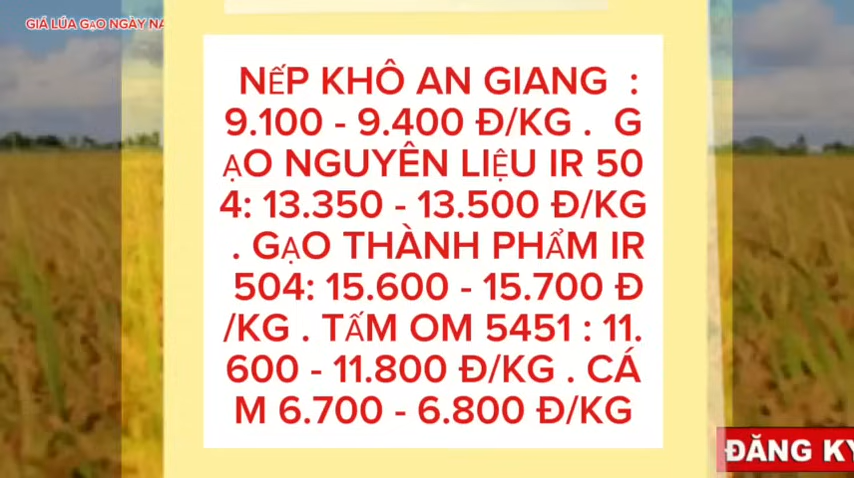 GIÁ LÚA GẠO NGÀY NA
NẾP KHÔ AN GIANG  :
9.100 - 9.400 Đ/KG .  G
ẠO NGUYÊN LIỆU IR 50
4: 13.350 - 13.500 Đ/KG
. GẠO THÀNH PHẨM IR
504: 15.600 - 15.700 Đ
/KG . TẤM OM 5451 : 11.
600 - 11.800 Đ/KG . CÁ
M 6.700 - 6.800 Đ/KG
ĐĂNG KÝ